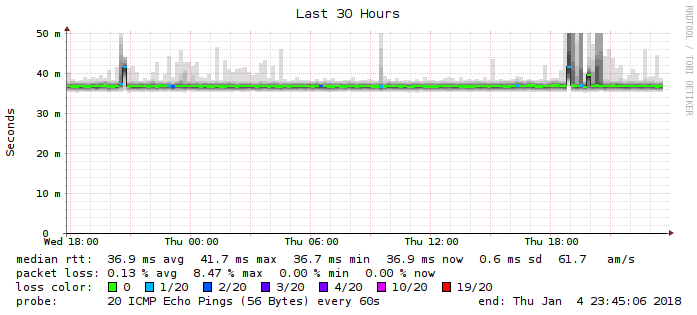 Last 30 Hours
RRDTOOL / TOBI OETIKER
Seconds
50 m
40 m
30 m
20 m
10 m
0
Wed 18:00 Thu 00:00 Thu 06:00 Thu 12:00 Thu 18:00
median rtt: 36.9 ms avg 41.7 ms max 36.7 ms min 36.9 ms now 0.6 ms sd 61.7 am/s
packet loss: 0.13 % avg 8.47 % max 0.00 % min 0.00 % now
loss color: 0 1/20 2/20 3/20 4/20 10/20 19/20
probe: 20 ICMP Echo Pings (56 Bytes) every 60s end: Thu Jan 4 23:45:06 2018